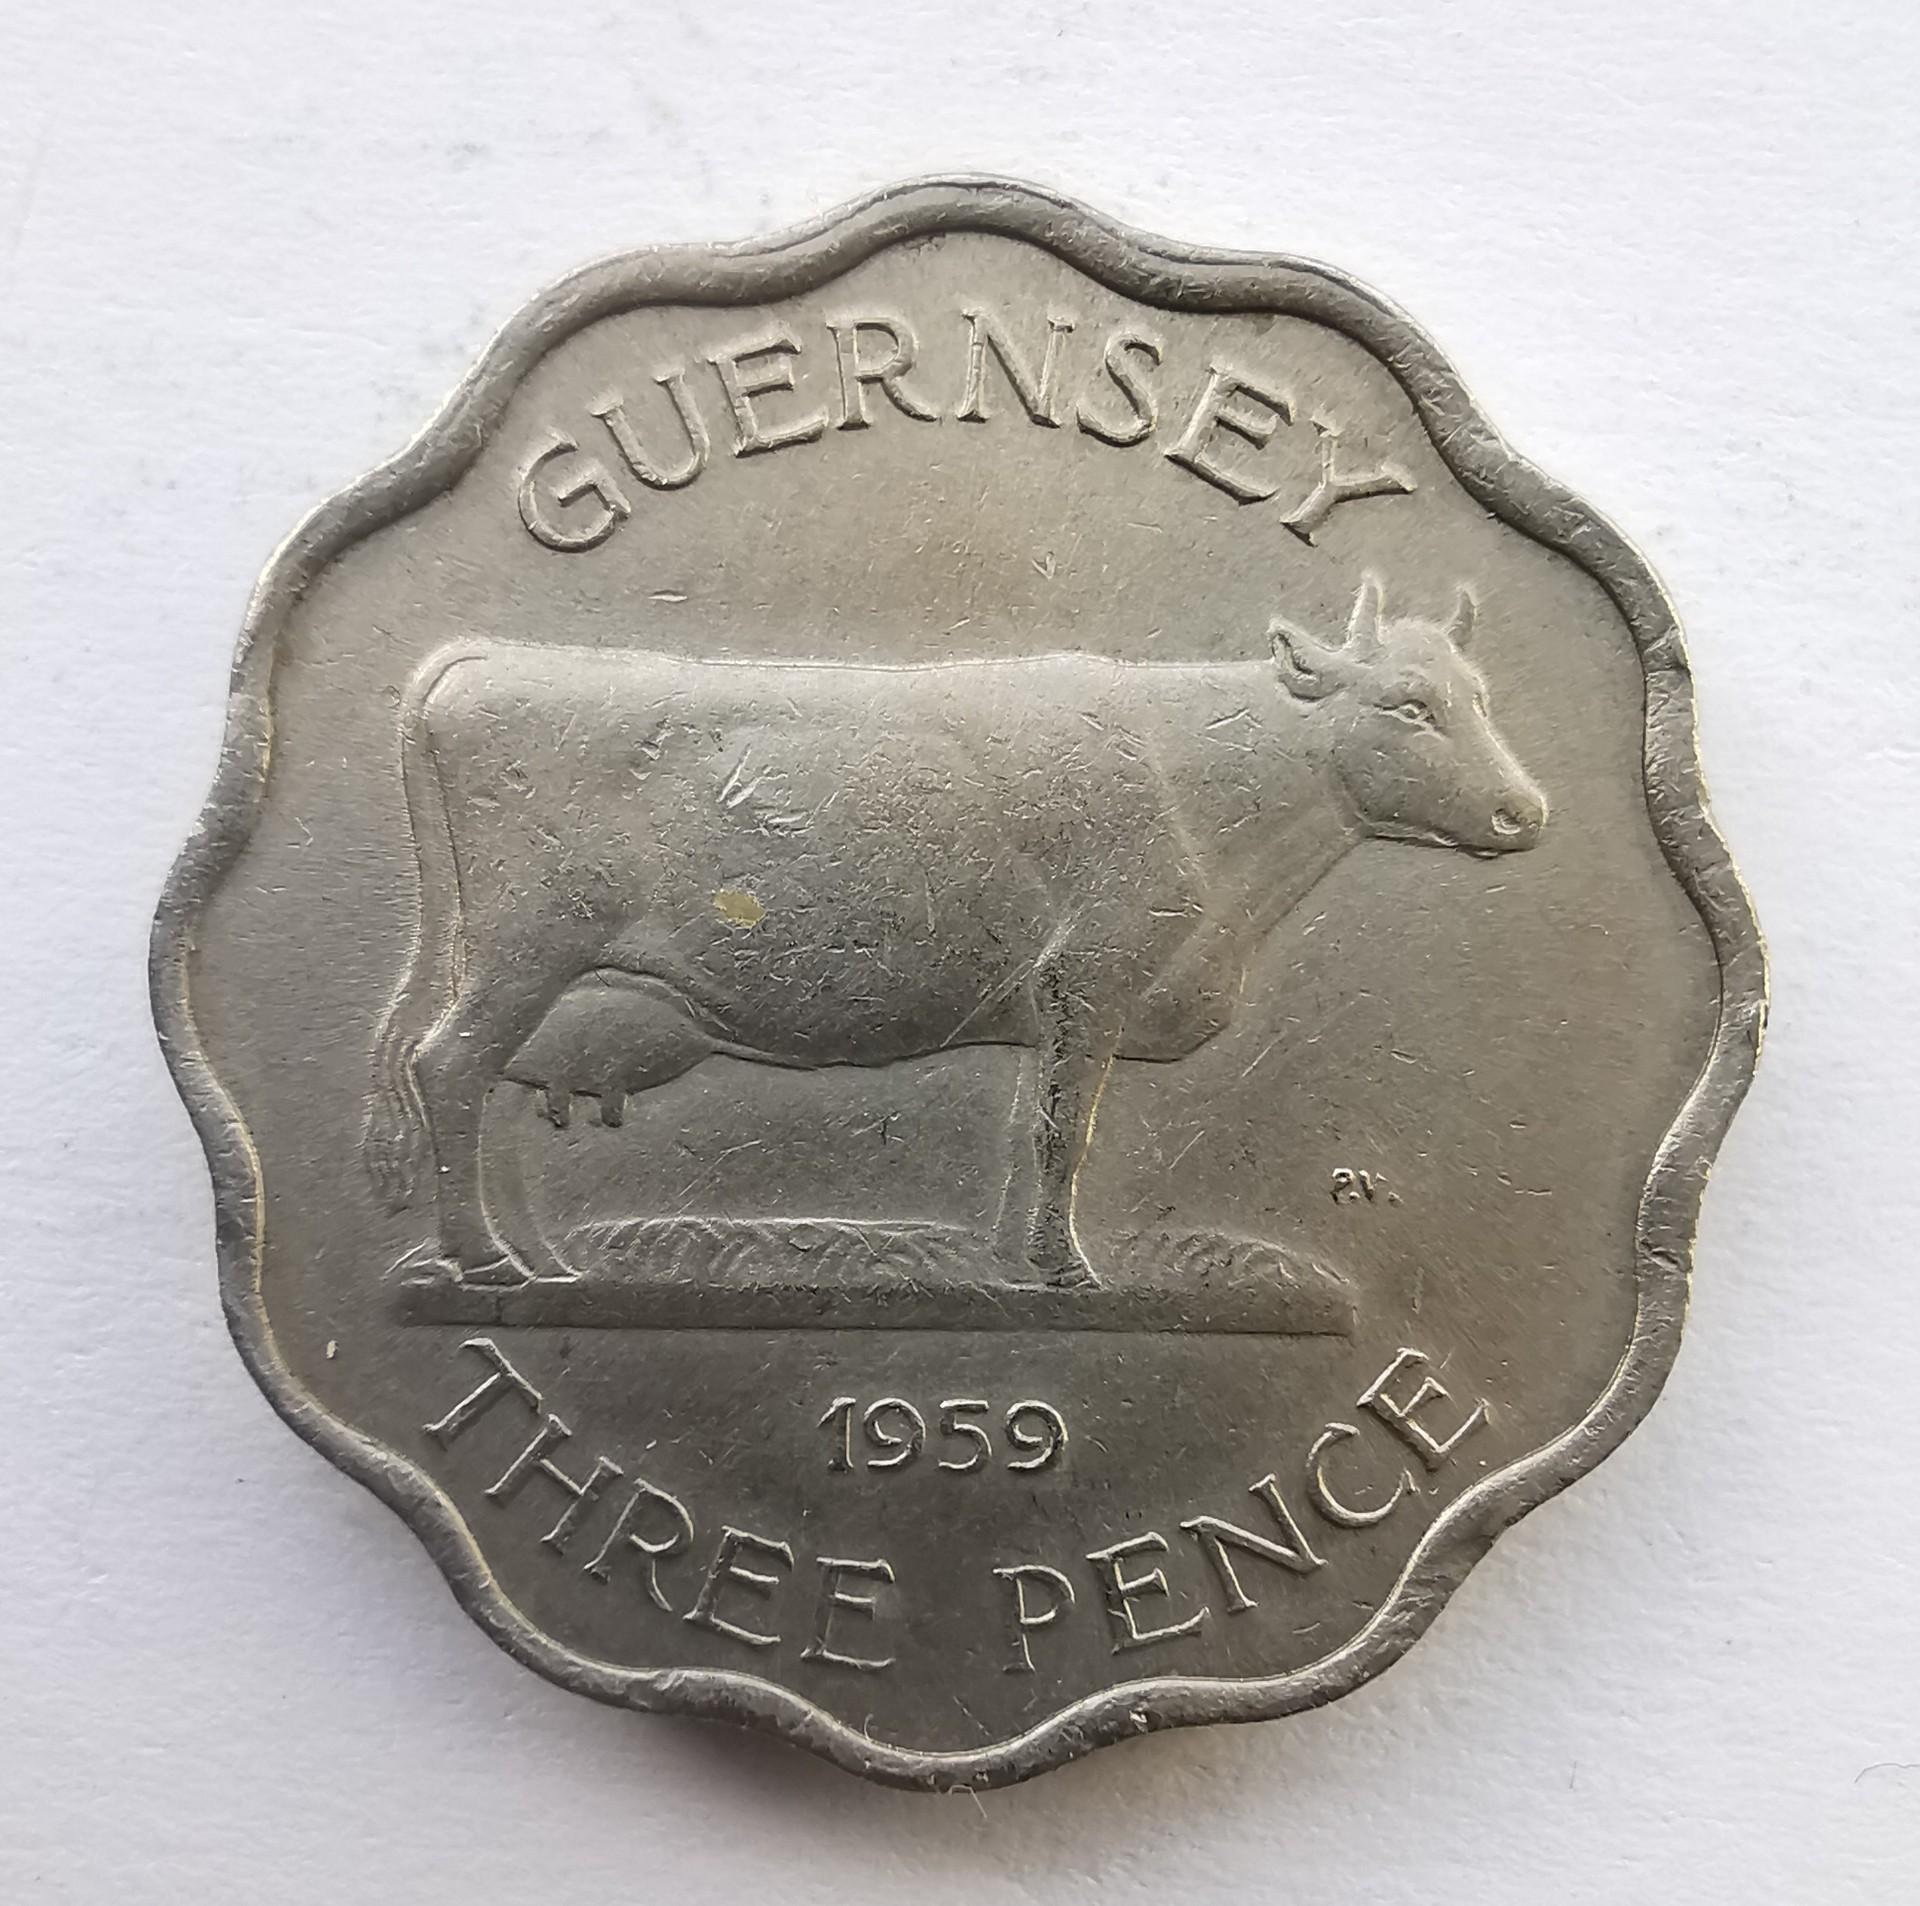 GUERNSEY
P.V.
1959
THREE PENCE